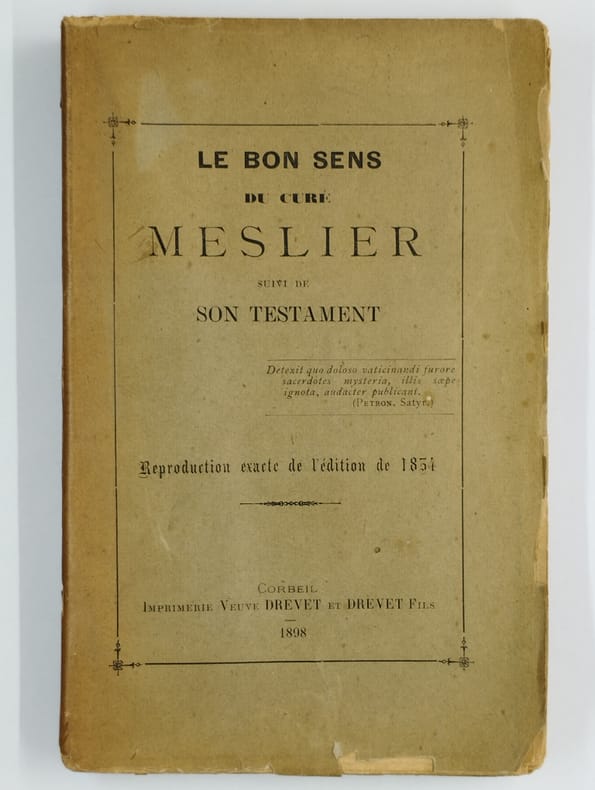 LE BON SENS
DU CURÉ
MESLIER
SUIVI DE
SON TESTAMENT
Detexit quo doloso vaticinandi furore
sacerdotes mysteria, illis sæpe
ignota, audacter publicant.
(PETRON. Satyr.)
Reproduction exacte de l'édition de 1834
CORBEIL
IMPRIMERIE VEUVE DREVET ET DREVET FILS
1898